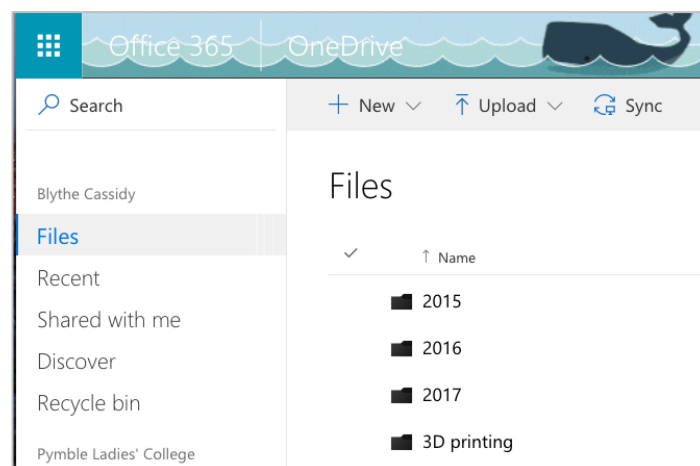 Office 365 OneDrive
Search
New Upload Sync
Blythe Cassidy
Files
Recent
Shared with me
Discover
Recycle bin
Pymble Ladies' College
Files
Name
2015
2016
2017
3D printing